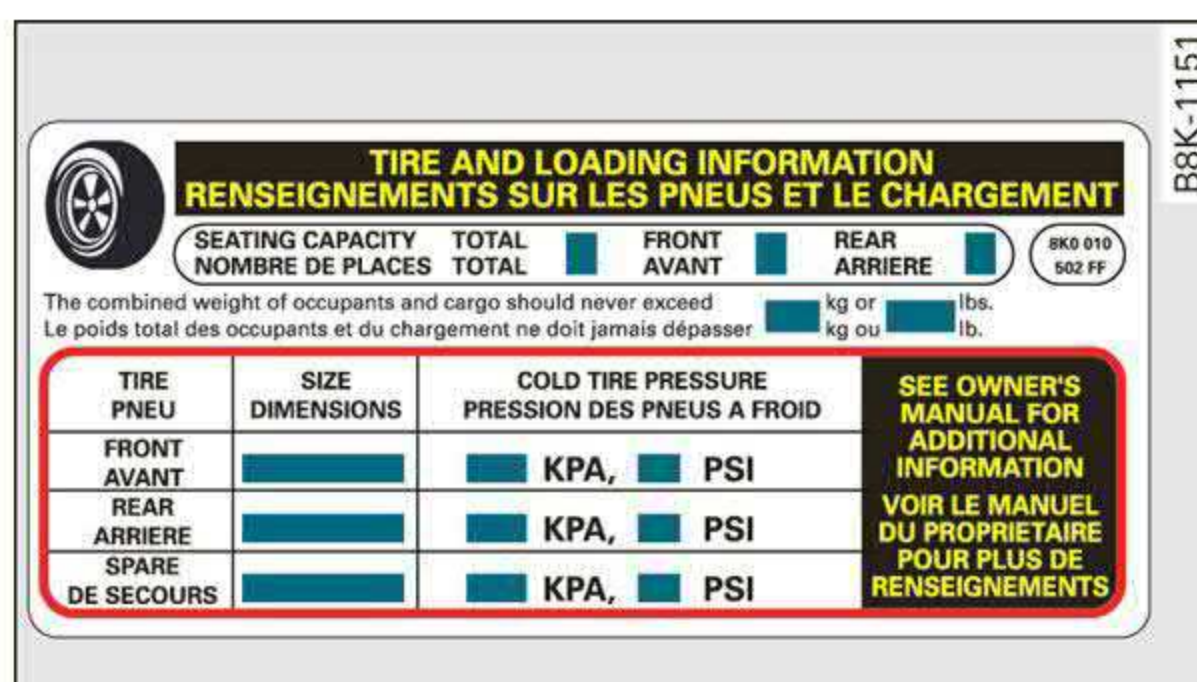 B8K-1151
TIRE AND LOADING INFORMATION
RENSEIGNEMENTS SUR LES PNEUS ET LE CHARGEMENT
SEATING CAPACITY TOTAL FRONT REAR
NOMBRE DE PLACES TOTAL AVANT ARRIERE
8K0 010
502 FF
The combined weight of occupants and cargo should never exceed kg or lbs.
Le poids total des occupants et du chargement ne doit jamais dépasser kg ou lb.
TIRE SIZE COLD TIRE PRESSURE
PNEU DIMENSIONS PRESSION DES PNEUS A FROID
FRONT
AVANT
KPA, PSI
REAR
ARRIERE
KPA, PSI
SPARE
DE SECOURS
KPA, PSI
SEE OWNER'S
MANUAL FOR
ADDITIONAL
INFORMATION
VOIR LE MANUEL
DU PROPRIETAIRE
POUR PLUS DE
RENSEIGNEMENTS